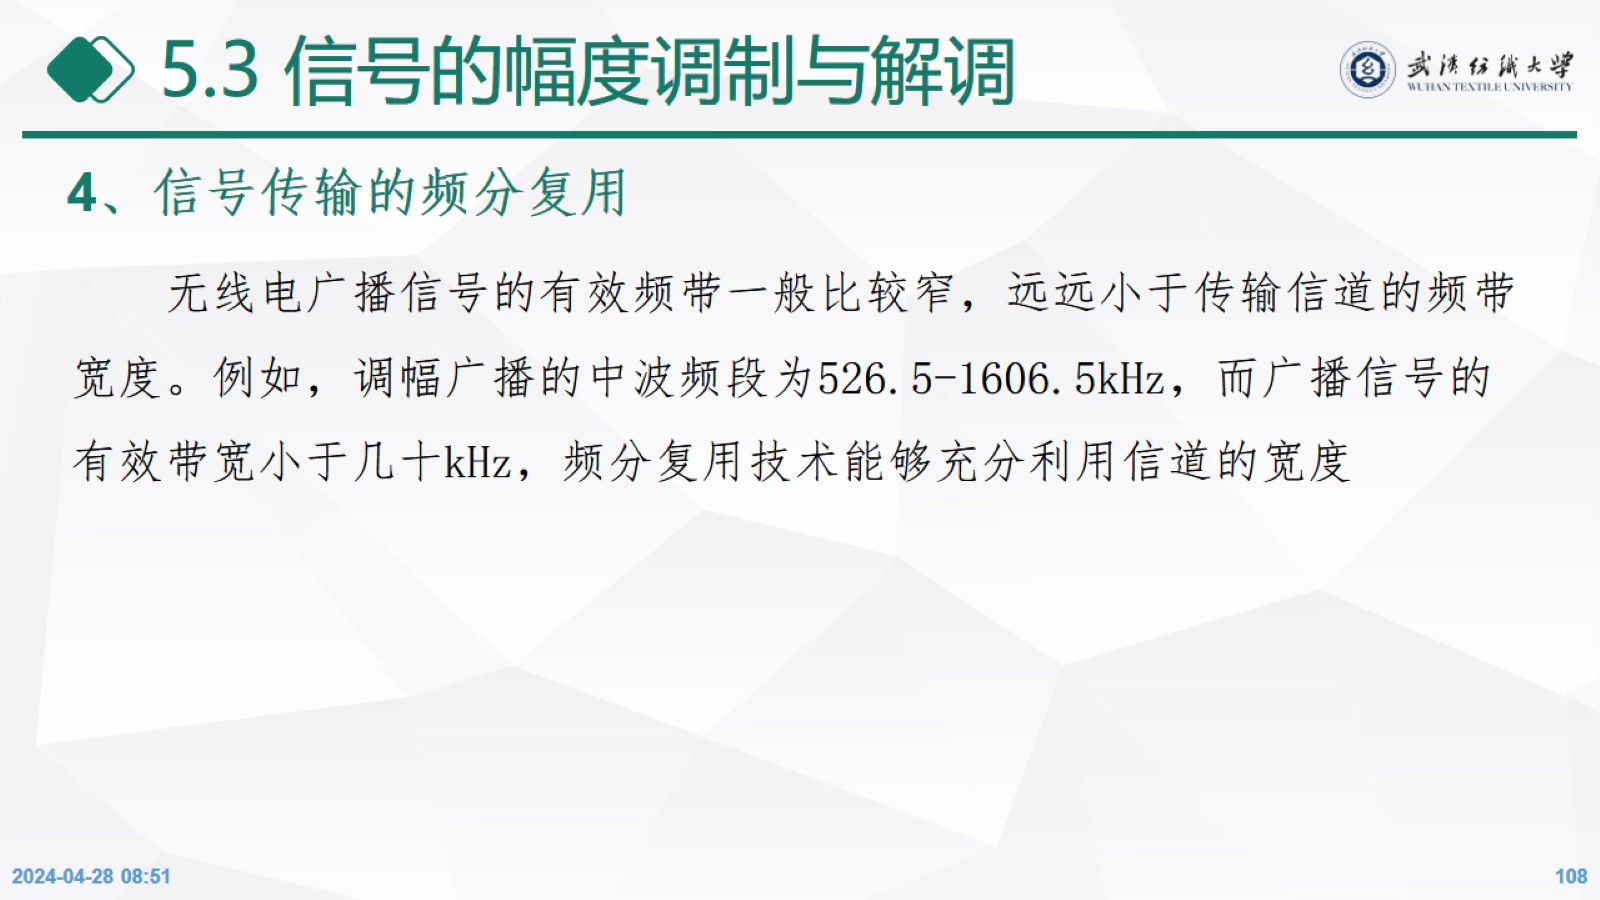 5.3 信号的幅度调制与解调
武汉纺织大学
WUHAN TEXTILE UNIVERSITY
4、信号传输的频分复用
无线电广播信号的有效频带一般比较窄，远远小于传输信道的频带
宽度。例如，调幅广播的中波频段为526.5-1606.5kHz，而广播信号的
有效带宽小于几十kHz，频分复用技术能够充分利用信道的宽度
2024-04-28 08:51
108